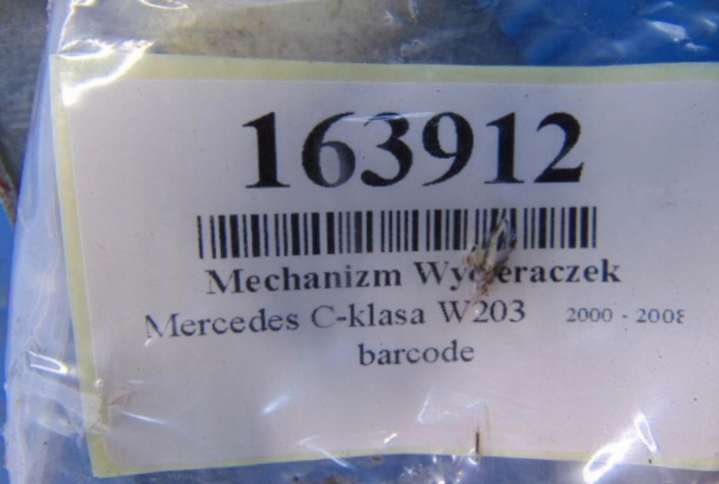 163912
Mechanizm Wycieraczek
Mercedes C-klasa W203 2000 - 2008
barcode